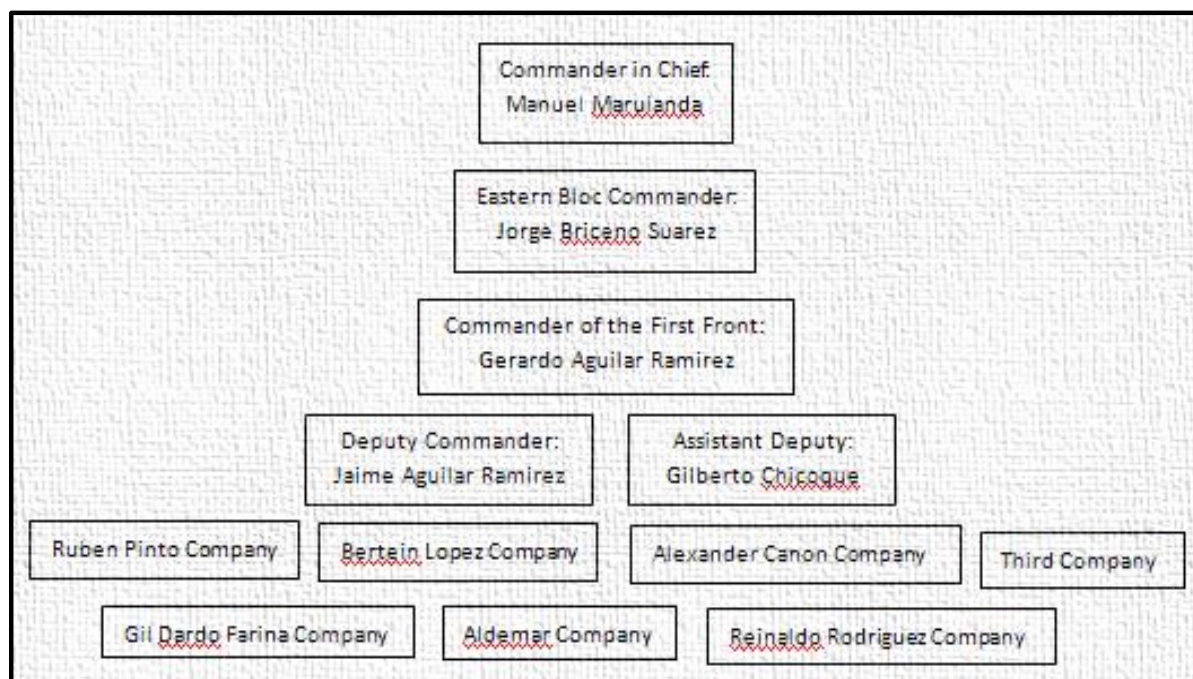 Commander in Chief:
Manuel Marulanda
Eastern Bloc Commander:
Jorge Briceno Suarez
Commander of the First Front:
Gerardo Aguilar Ramirez
Deputy Commander:
Jaime Aguilar Ramirez
Assistant Deputy:
Gilberto Chicoque
Ruben Pinto Company
Bertein Lopez Company
Alexander Canon Company
Third Company
Gil Dardo Farina Company
Aldemar Company
Reinaldo Rodriguez Company